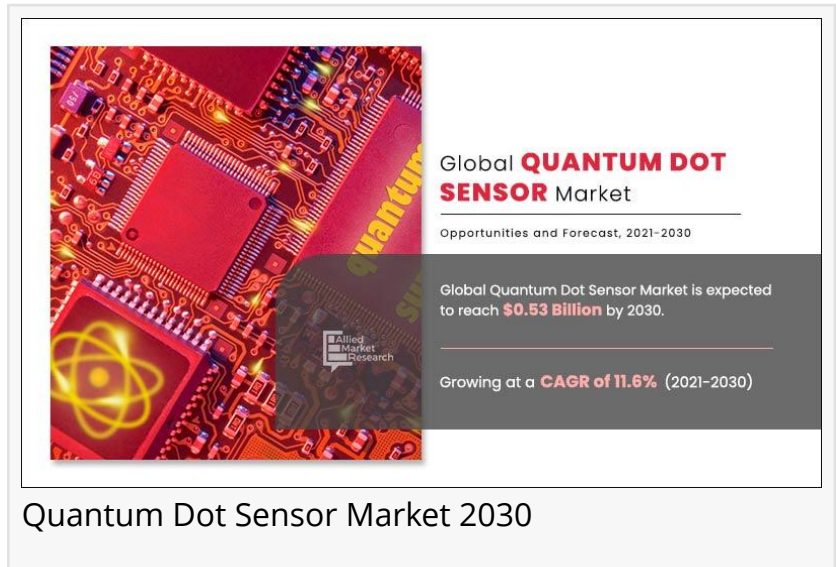 Global QUANTUM DOT
SENSOR Market
Opportunities and Forecast, 2021-2030
Global Quantum Dot Sensor Market is expected
to reach $0.53 Billion by 2030.
Growing at a CAGR of 11.6% (2021-2030)
quantum
Allied
Market
Research
Quantum Dot Sensor Market 2030